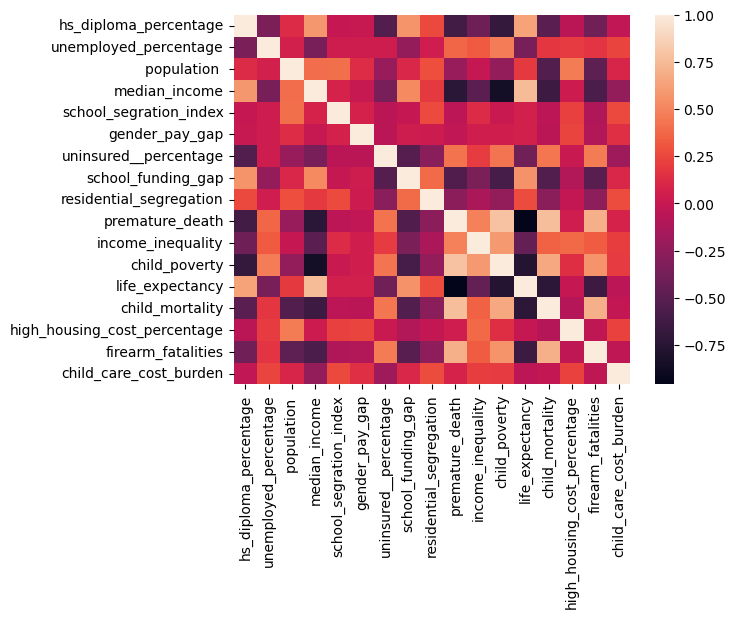 hs_diploma_percentage
unemployed_percentage
population
median_income
school_segration_index
gender_pay_gap
uninsured__percentage
school_funding_gap
residential_segregation
premature_death
income_inequality
child_poverty
life_expectancy
child_mortality
high_housing_cost_percentage
firearm_fatalities
child_care_cost_burden
hs_diploma_percentage
unemployed_percentage
population
median_income
school_segration_index
gender_pay_gap
uninsured__percentage
school_funding_gap
residential_segregation
premature_death
income_inequality
child_poverty
life_expectancy
child_mortality
high_housing_cost_percentage
firearm_fatalities
child_care_cost_burden
1.00
0.75
0.50
0.25
0.00
−0.25
−0.50
−0.75